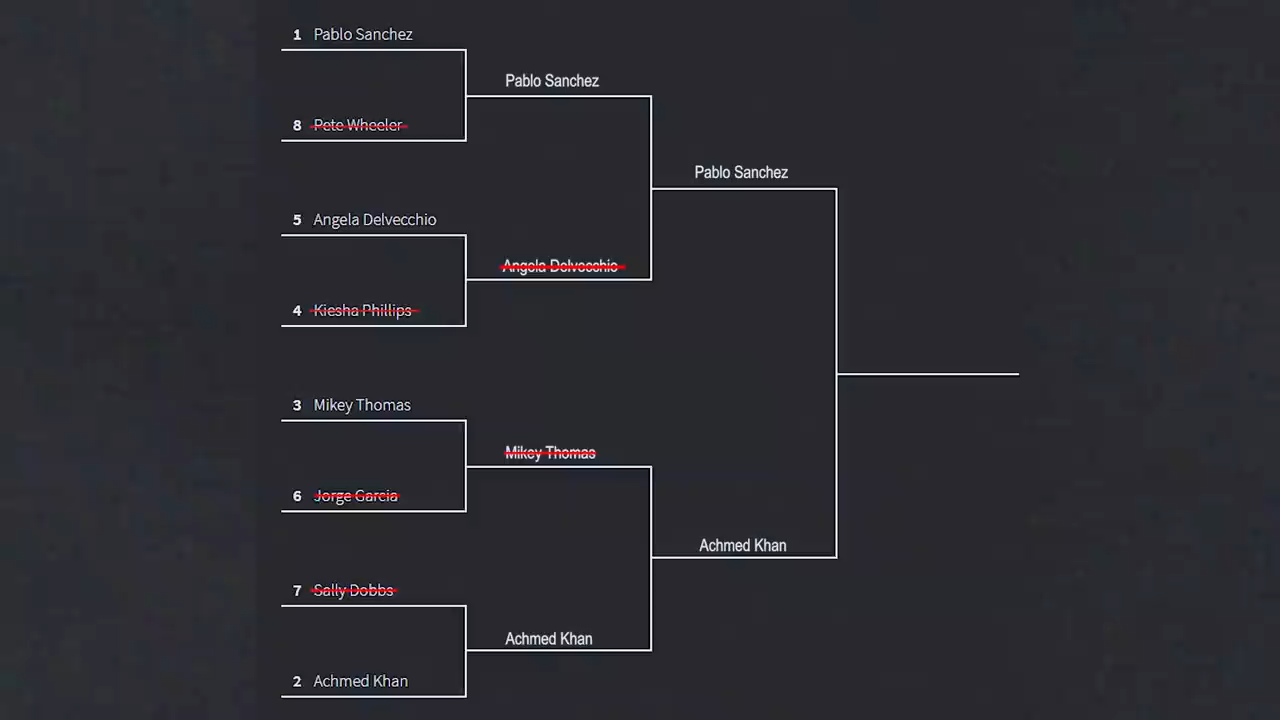 1 Pablo Sanchez
Pablo Sanchez
8 Pete Wheeler
Pablo Sanchez
5 Angela Delvecchio
Angela Delvecchio
4 Kiesha Phillips
3 Mikey Thomas
Mikey Thomas
6 Jorge Garcia
Achmed Khan
7 Sally Dobbs
Achmed Khan
2 Achmed Khan